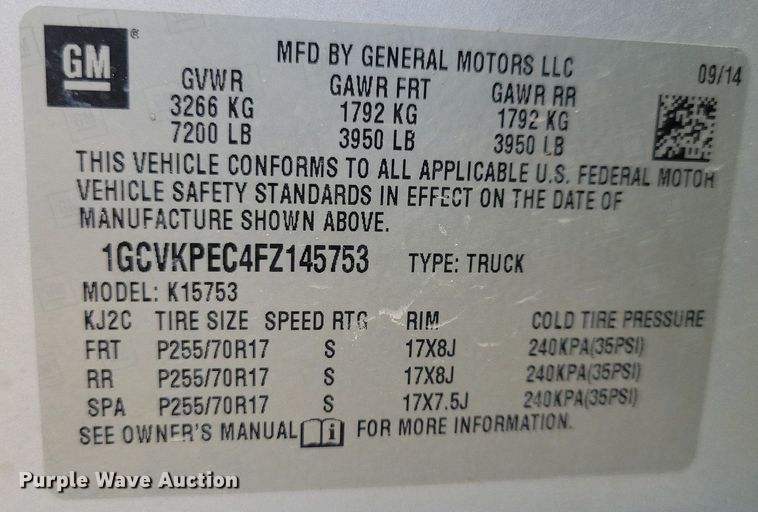 GM ®
MFD BY GENERAL MOTORS LLC
09/14
GVWR GAWR FRT GAWR RR
3266 KG 1792 KG 1792 KG
7200 LB 3950 LB 3950 LB
THIS VEHICLE CONFORMS TO ALL APPLICABLE U.S. FEDERAL MOTOR
VEHICLE SAFETY STANDARDS IN EFFECT ON THE DATE OF
MANUFACTURE SHOWN ABOVE.
1GCVKPEC4FZ145753 TYPE: TRUCK
MODEL: K15753
KJ2C TIRE SIZE SPEED RTG RIM COLD TIRE PRESSURE
FRT P255/70R17 S 17X8J 240KPA(35PSI)
RR P255/70R17 S 17X8J 240KPA(35PSI)
SPA P255/70R17 S 17X7.5J 240KPA(35PSI)
SEE OWNER'S MANUAL i FOR MORE INFORMATION.
Purple Wave Auction